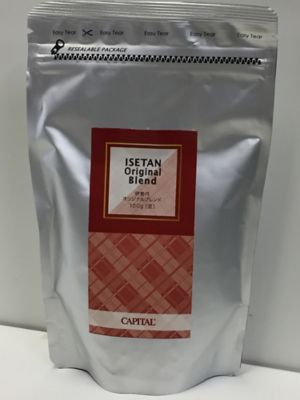 Easy Tear Easy Tear Easy Tear Easy Tear Easy Tear
RESEALABLE PACKAGE
ISETAN
Original
Blend
伊勢丹
オリジナルブレンド
100g(豆)
CAPITAL